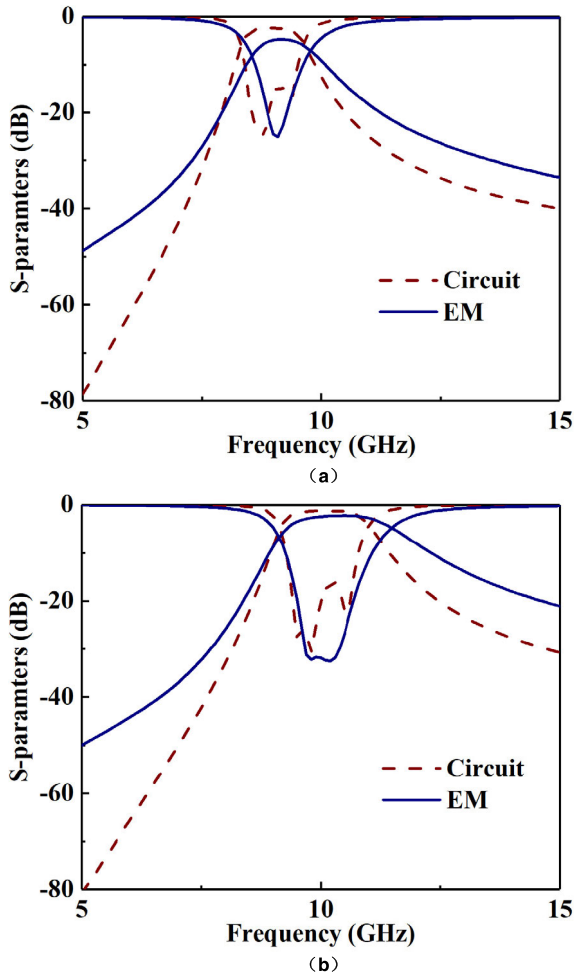 0
-20
-40
-60
-80
S-paramters (dB)
Circuit
EM
5
10
15
Frequency (GHz)
（a）
0
-20
-40
-60
-80
S-paramters (dB)
Circuit
EM
5
10
15
Frequency (GHz)
（b）